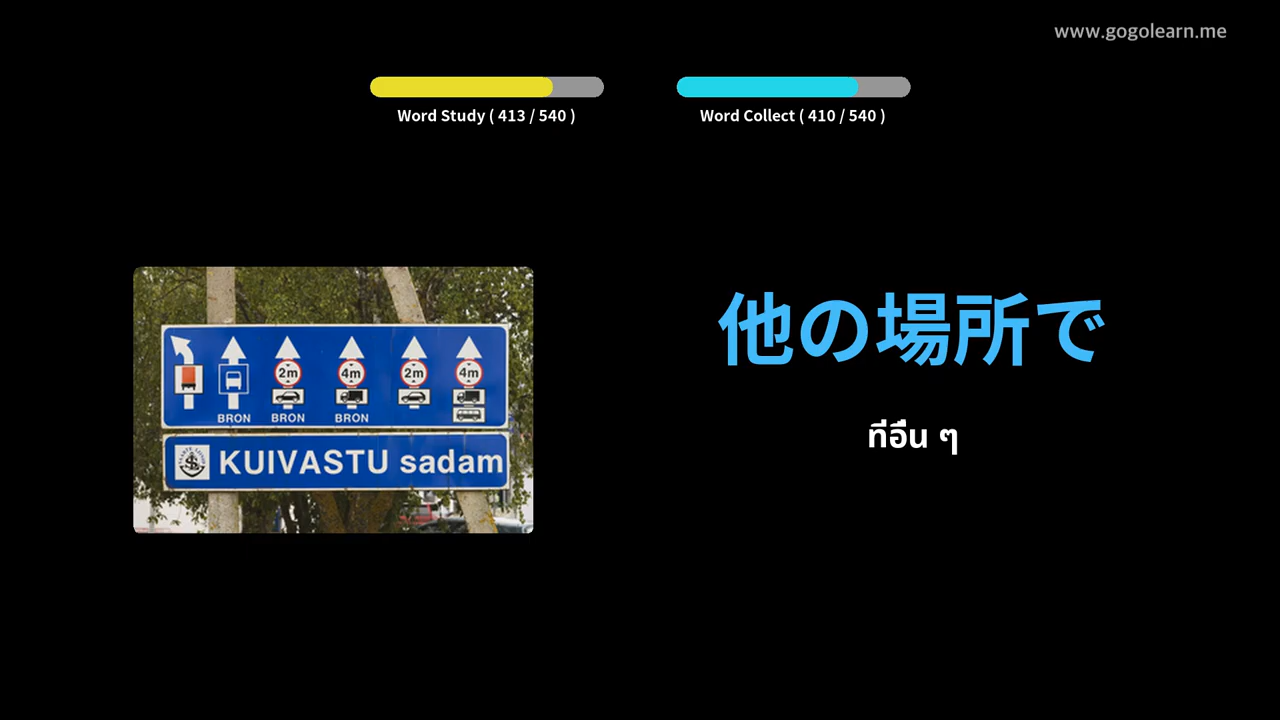 www.gogolearn.me
Word Study ( 413 / 540 )
Word Collect ( 410 / 540 )
2m
4m
2m
4m
BRON
BRON
BRON
KUIVASTU sadam
他の場所で
ที่อื่น ๆ